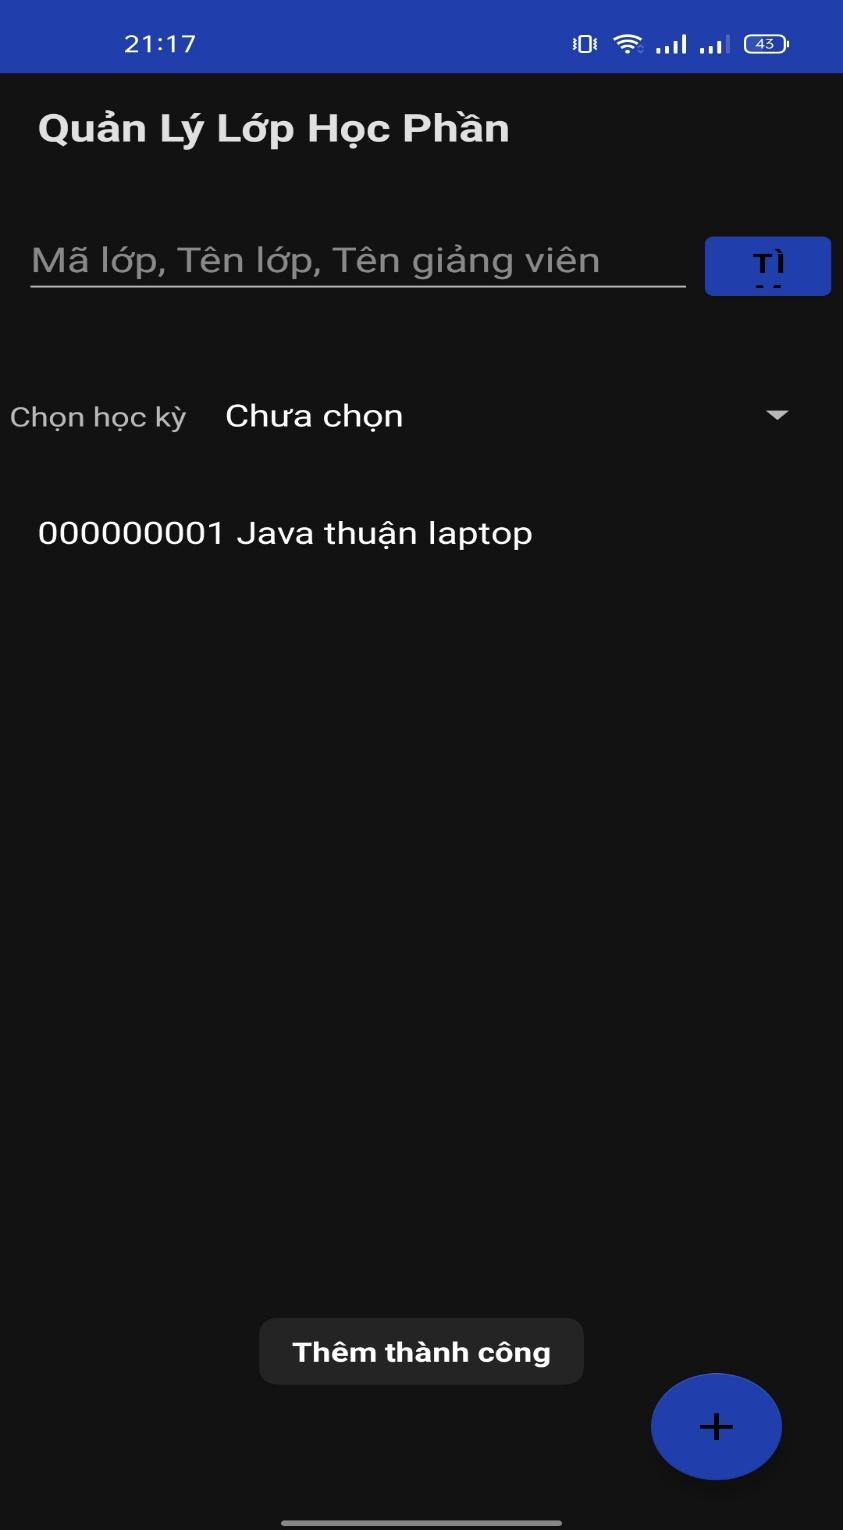 21:17
43
Quản Lý Lớp Học Phần
Mã lớp, Tên lớp, Tên giảng viên
TÌ
Chọn học kỳ
Chưa chọn
000000001 Java thuận laptop
Thêm thành công
+